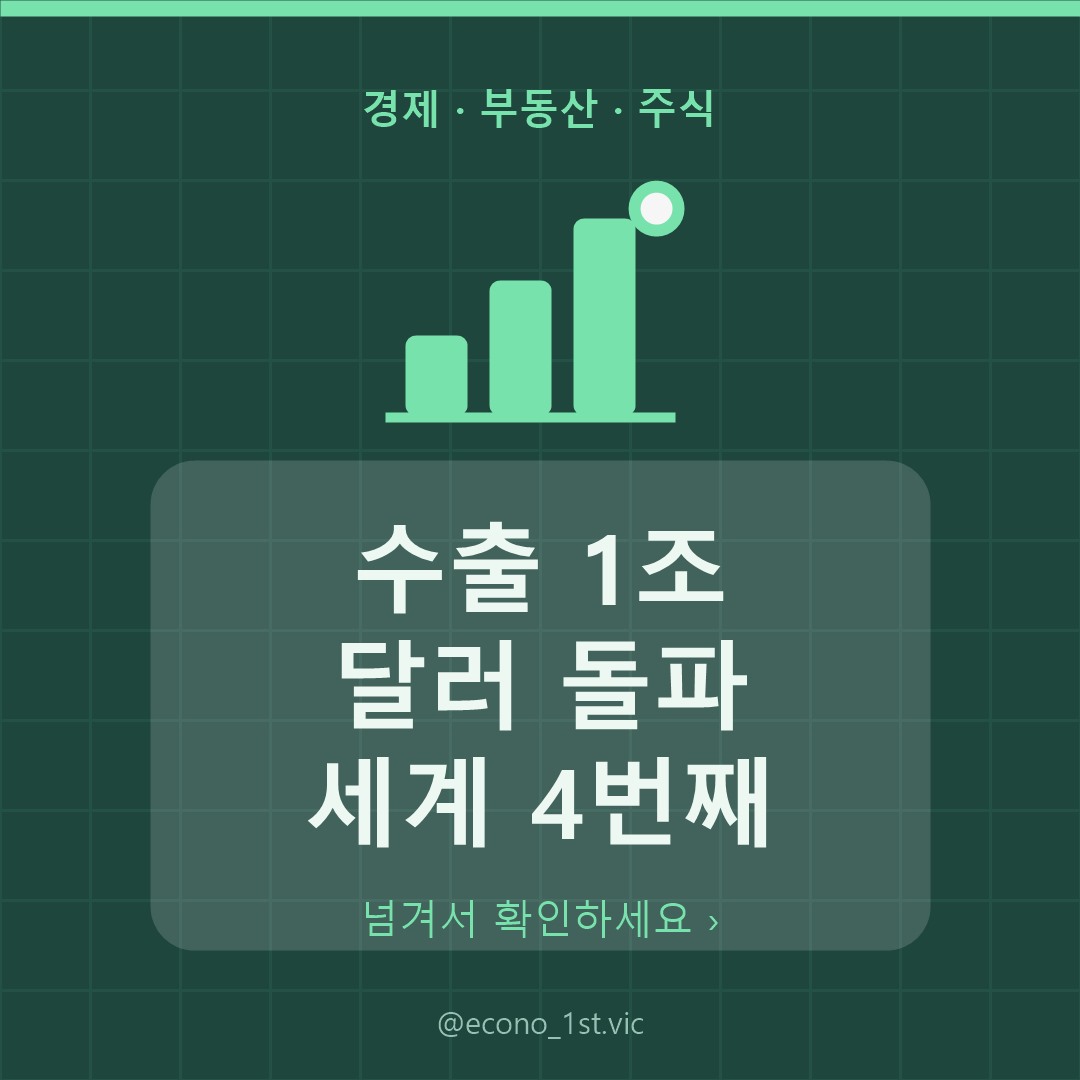 경제 · 부동산 · 주식
수출 1조
달러 돌파
세계 4번째
넘겨서 확인하세요 ›
@econo_1st.vic